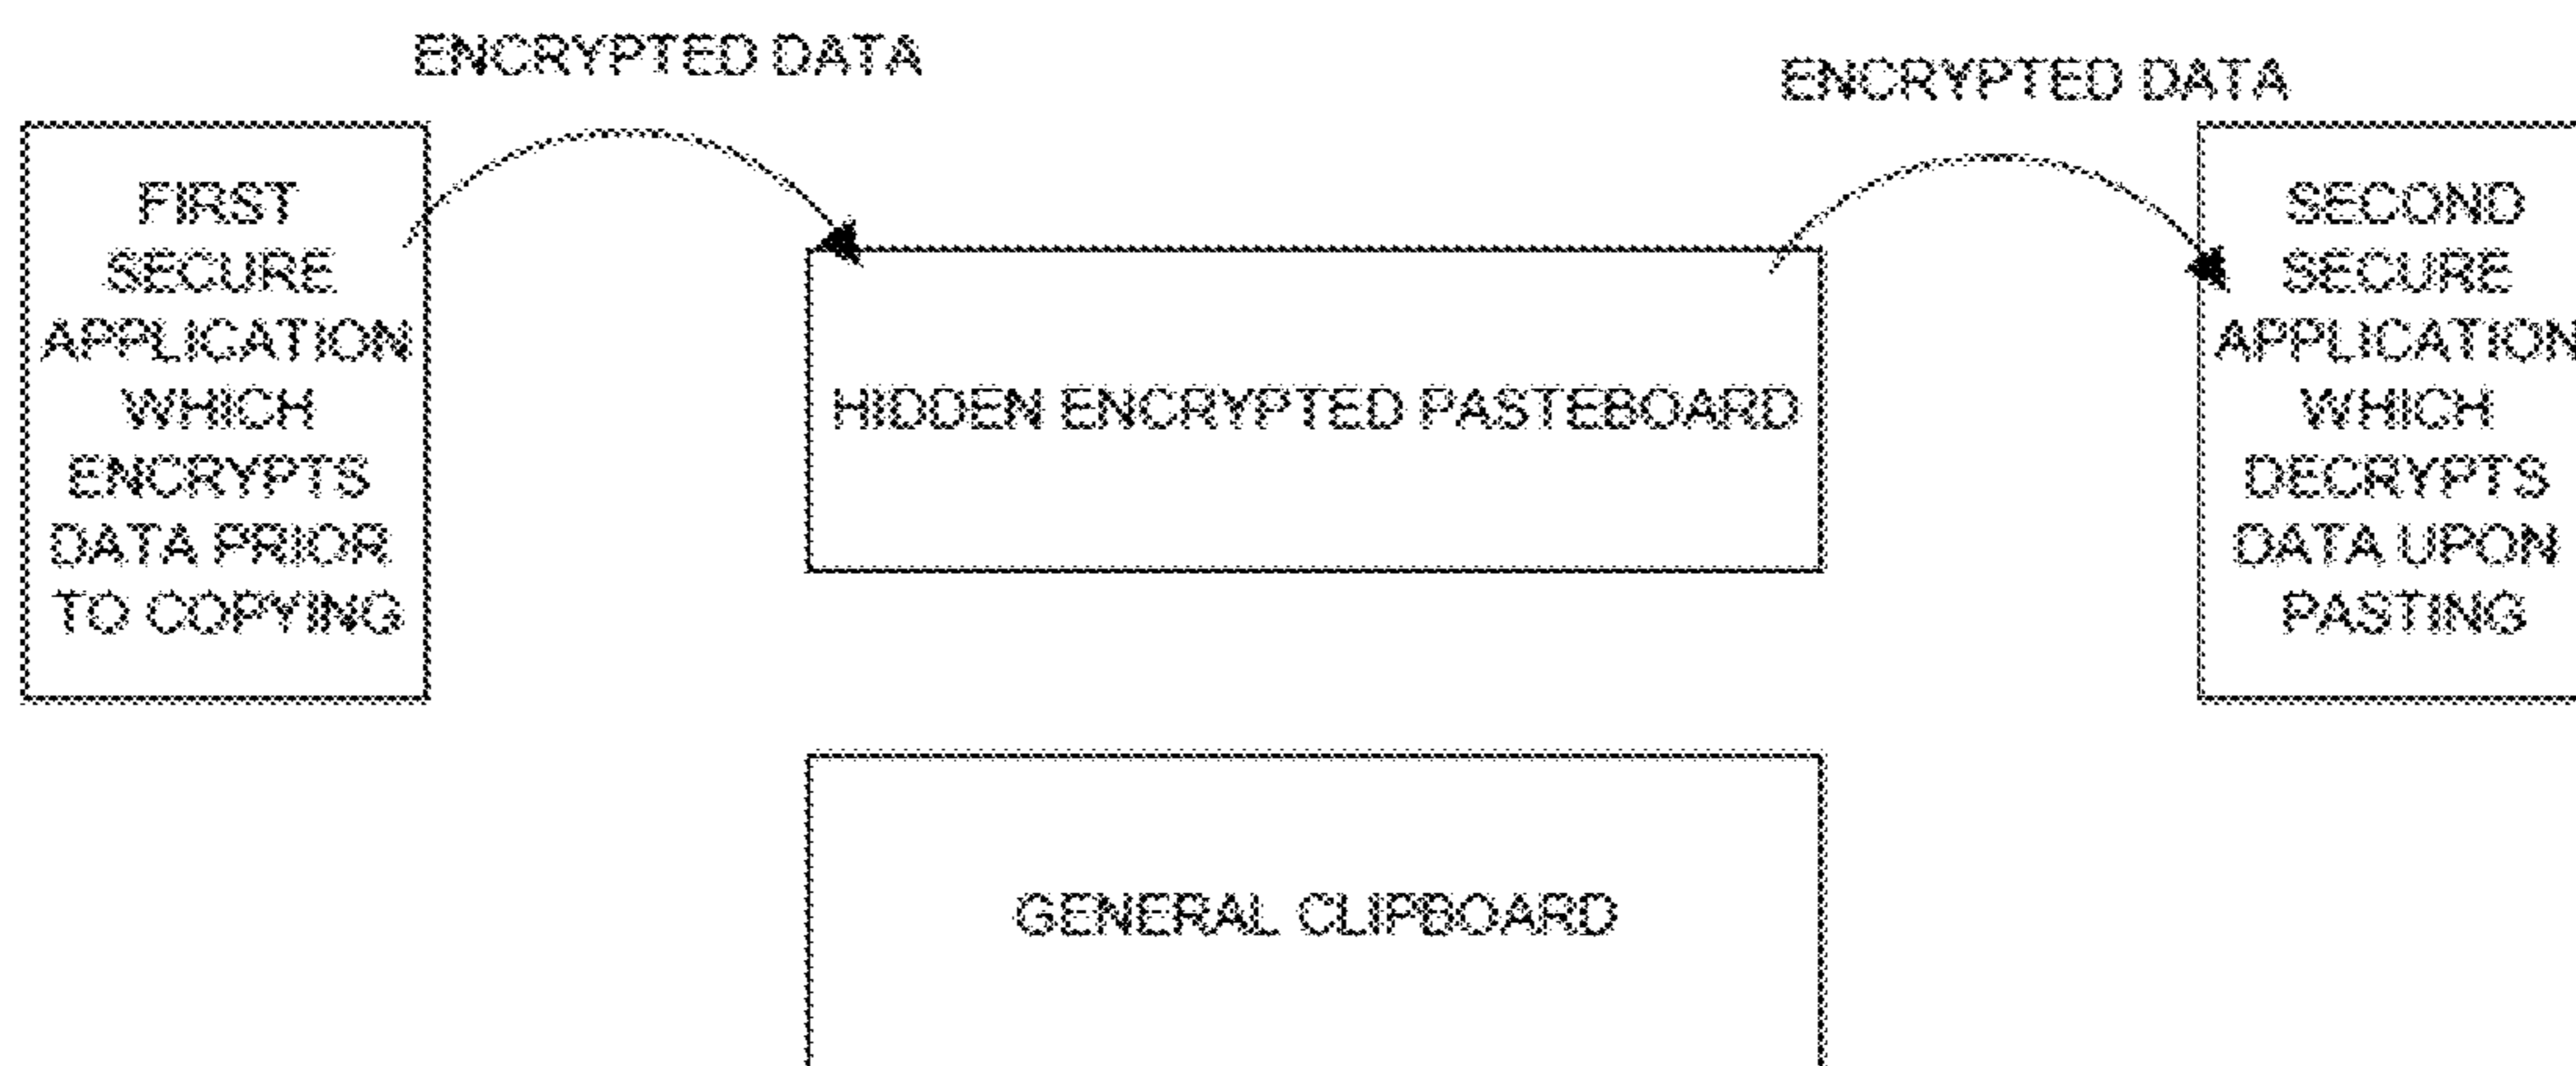 ENCRYPTED DATA
ENCRYPTED DATA
FIRST
SECURE
APPLICATION
WHICH
ENCRYPTS
DATA PRIOR
TO COPYING
HIDDEN ENCRYPTED PASTEBOARD
SECOND
SECURE
APPLICATION
WHICH
DECRYPTS
DATA UPON
PASTING
GENERAL CLIPBOARD